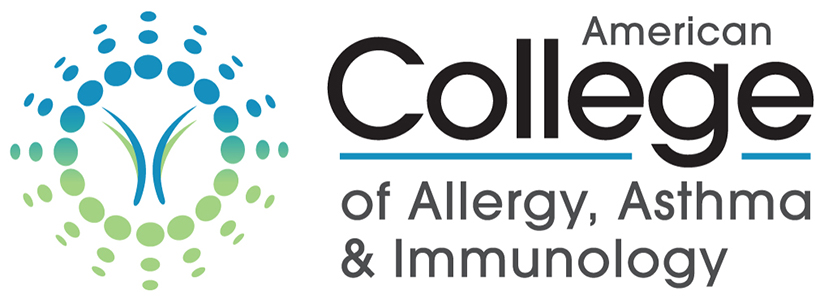 American
College
of Allergy, Asthma
& Immunology